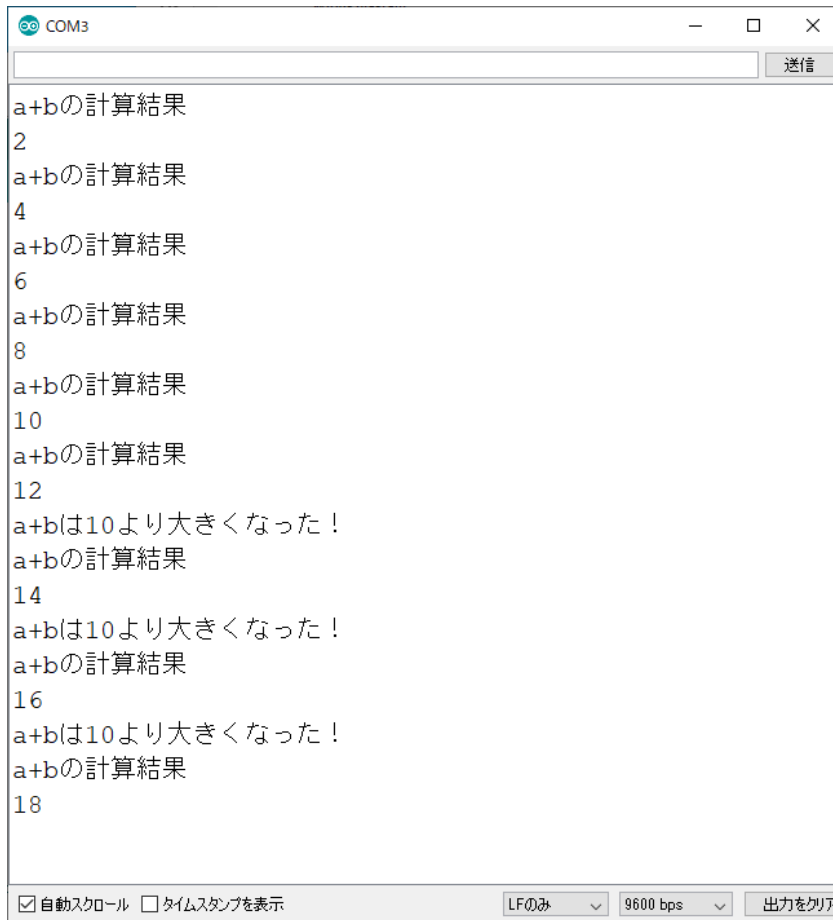 COM3
送信
a+bの計算結果
2
a+bの計算結果
4
a+bの計算結果
6
a+bの計算結果
8
a+bの計算結果
10
a+bの計算結果
12
a+bは10より大きくなった！
a+bの計算結果
14
a+bは10より大きくなった！
a+bの計算結果
16
a+bは10より大きくなった！
a+bの計算結果
18
自動スクロール タイムスタンプを表示 LFのみ 9600 bps 出力をクリア